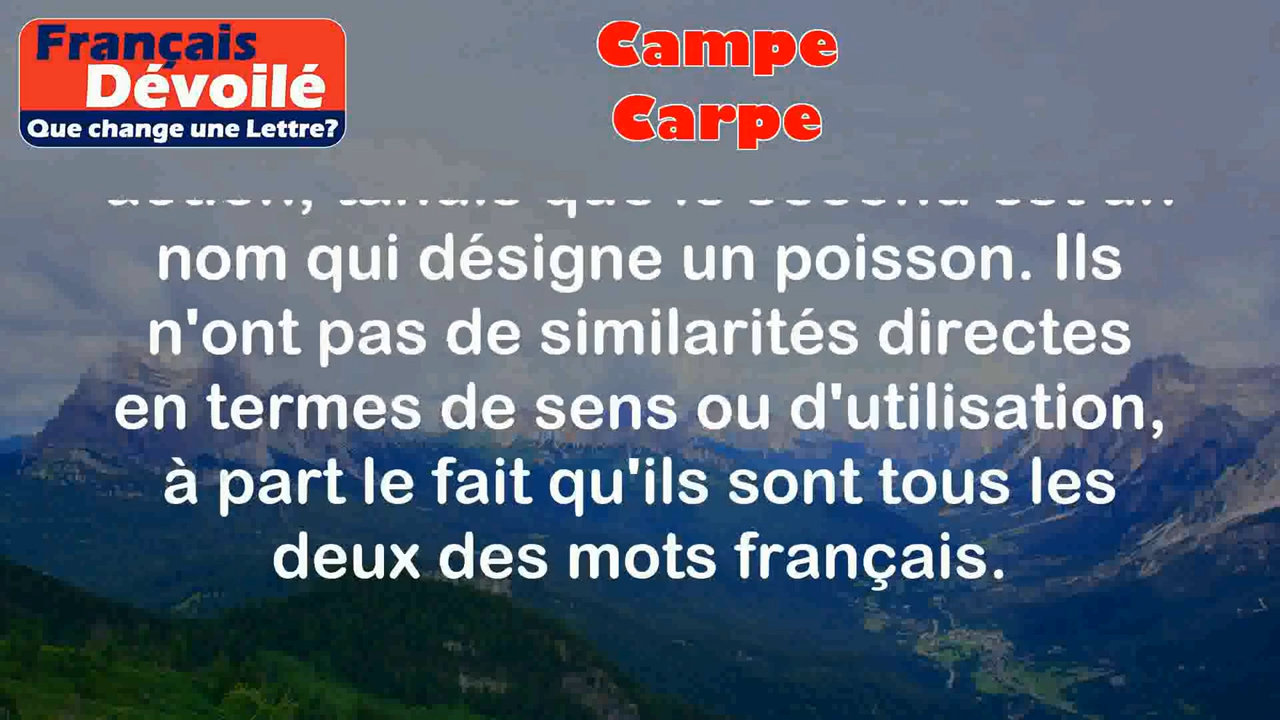 Français
Dévoilé
Que change une Lettre?
Campe
Carpe
nom qui désigne un poisson. Ils
n'ont pas de similarités directes
en termes de sens ou d'utilisation,
à part le fait qu'ils sont tous les
deux des mots français.